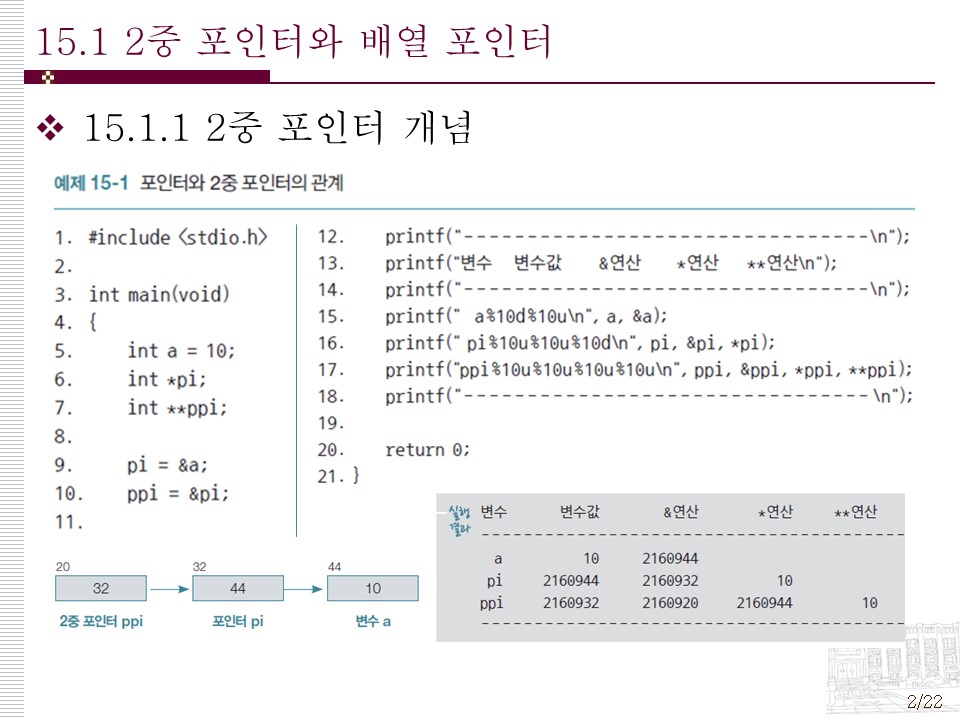 15.1 2중 포인터와 배열 포인터
❖ 15.1.1 2중 포인터 개념
예제 15-1 포인터와 2중 포인터의 관계
1. #include <stdio.h>
2.
3. int main(void)
4. {
5. int a = 10;
6. int *pi;
7. int **ppi;
8.
9. pi = &a;
10. ppi = &pi;
11.
12. printf("----------------------------------\n");
13. printf("변수 변수값 &연산 *연산 **연산\n");
14. printf("----------------------------------\n");
15. printf(" a%10d%10u\n", a, &a);
16. printf(" pi%10u%10u%10d\n", pi, &pi, *pi);
17. printf("ppi%10u%10u%10u%10u\n", ppi, &ppi, *ppi, **ppi);
18. printf("---------------------------------- \n");
19.
20. return 0;
21. }
실행
결과
변수 변수값 &연산 *연산 **연산
----------------------------------------
a 10 2160944
pi 2160944 2160932 10
ppi 2160932 2160920 2160944 10
----------------------------------------
20 32 44
32 44 10
2중 포인터 ppi 포인터 pi 변수 a
2/22